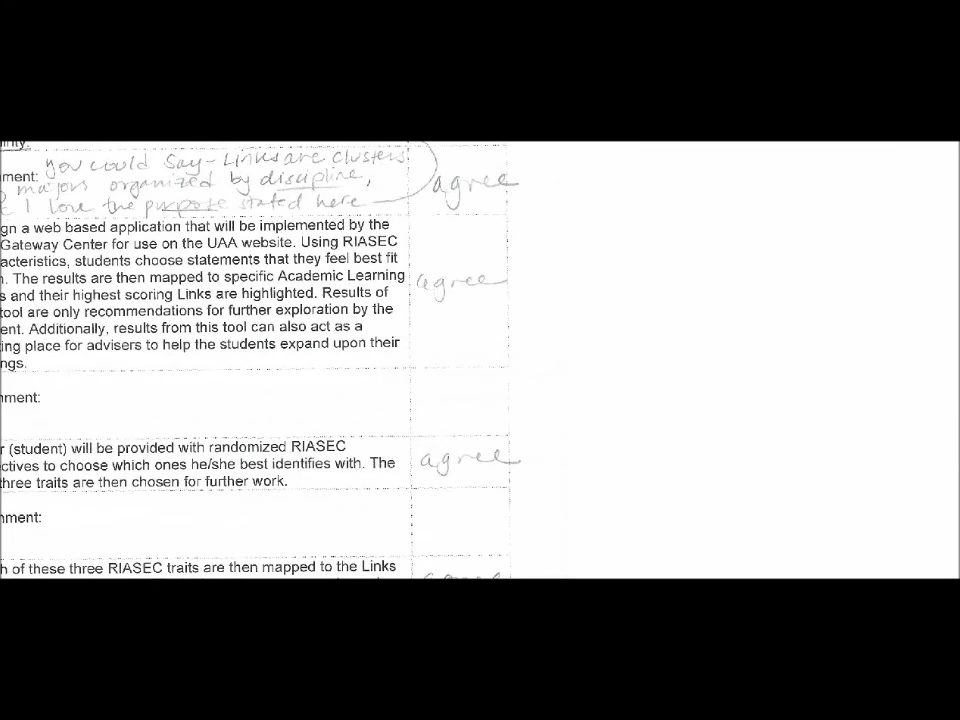 You could say - Links are clusters
ment:
majors organized by discipline,
I love the purpose stated here
agree
gn a web based application that will be implemented by the
Gateway Center for use on the UAA website. Using RIASEC
acteristics, students choose statements that they feel best fit
. The results are then mapped to specific Academic Learning
s and their highest scoring Links are highlighted. Results of
tool are only recommendations for further exploration by the
ent. Additionally, results from this tool can also act as a
ing place for advisers to help the students expand upon their
ngs.
agree
ment:
r (student) will be provided with randomized RIASEC
ctives to choose which ones he/she best identifies with. The
three traits are then chosen for further work.
agree
ment:
h of these three RIASEC traits are then mapped to the Links